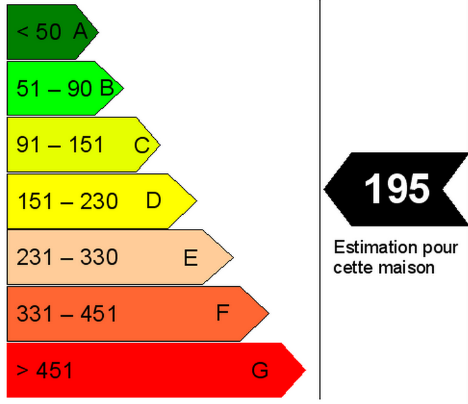 < 50 A
51 – 90 B
91 – 151 C
151 – 230 D
231 – 330 E
331 – 451 F
> 451 G
195
Estimation pour
cette maison